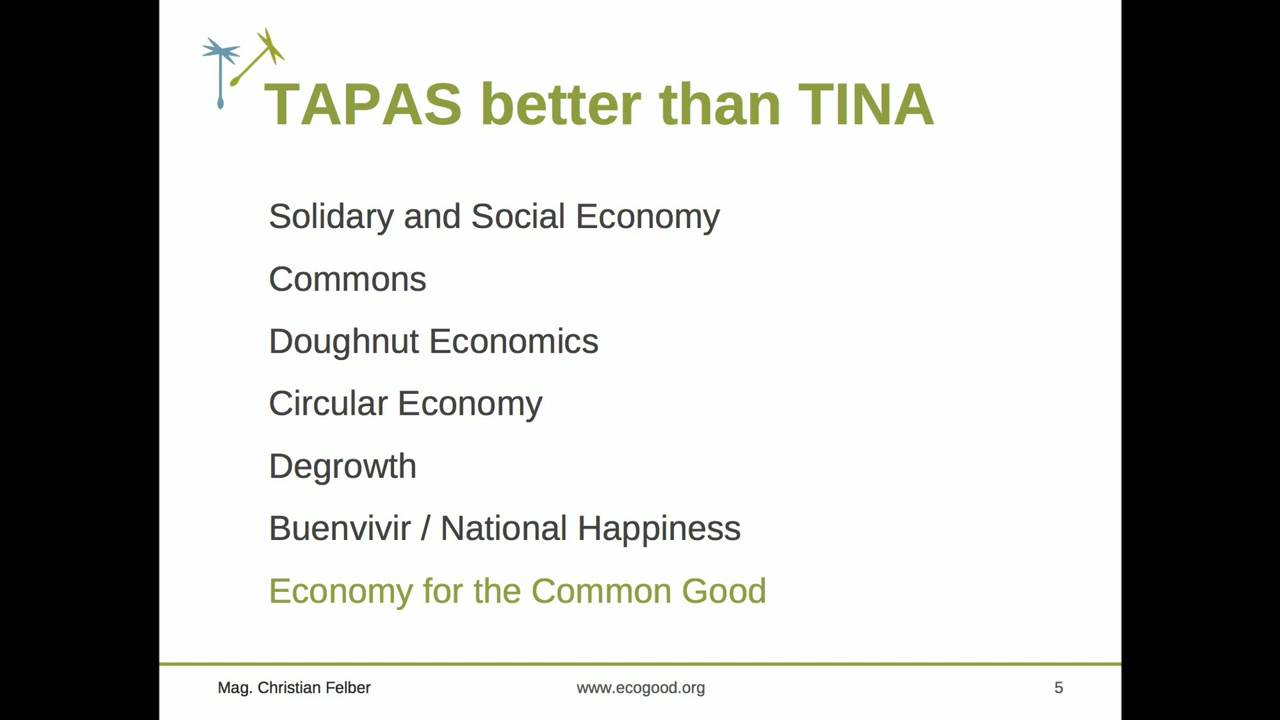 TAPAS better than TINA
Solidary and Social Economy
Commons
Doughnut Economics
Circular Economy
Degrowth
Buenvivir / National Happiness
Economy for the Common Good
Mag. Christian Felber
www.ecogood.org
5